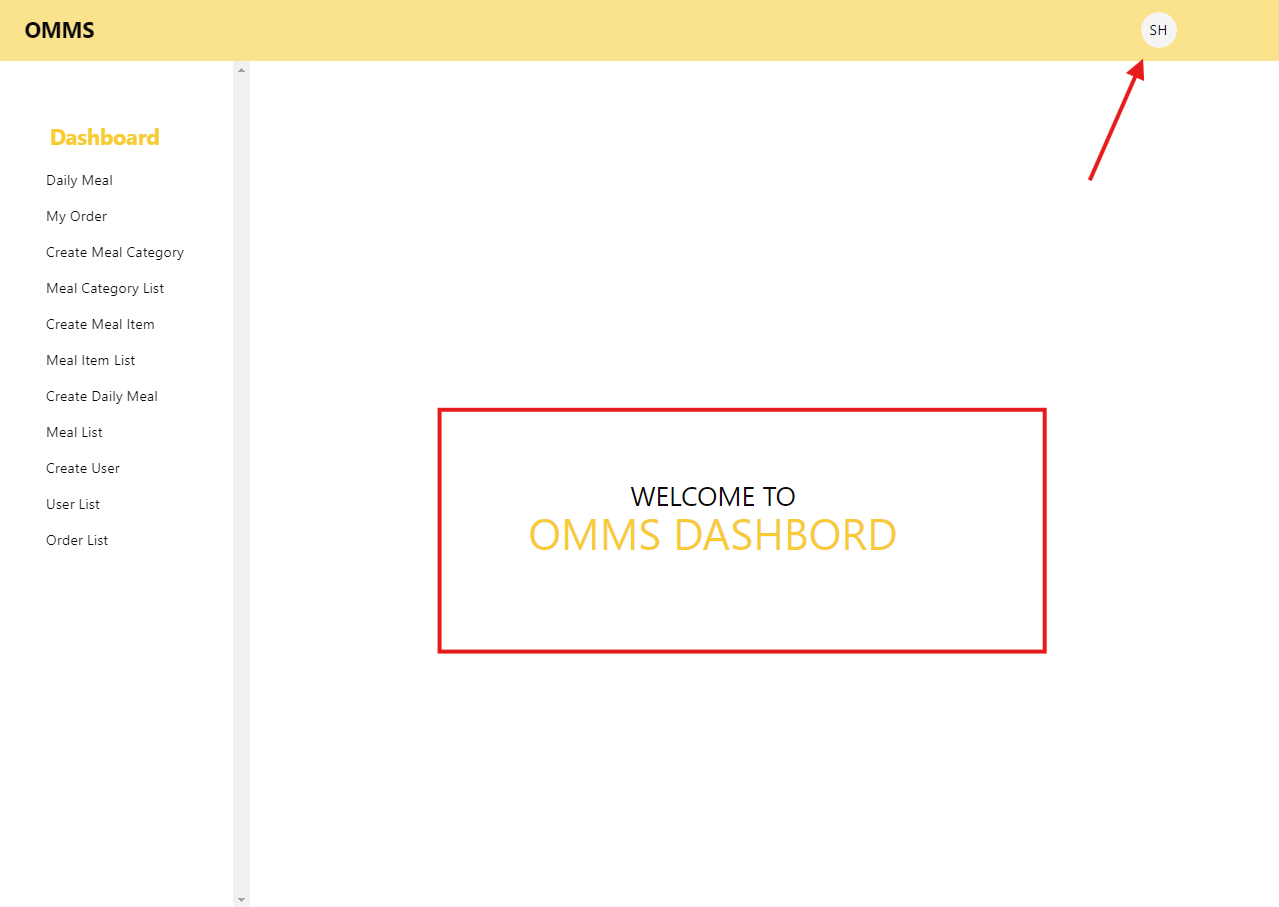 OMMS
SH
Dashboard
Daily Meal
My Order
Create Meal Category
Meal Category List
Create Meal Item
Meal Item List
Create Daily Meal
Meal List
Create User
User List
Order List
WELCOME TO
OMMS DASHBORD